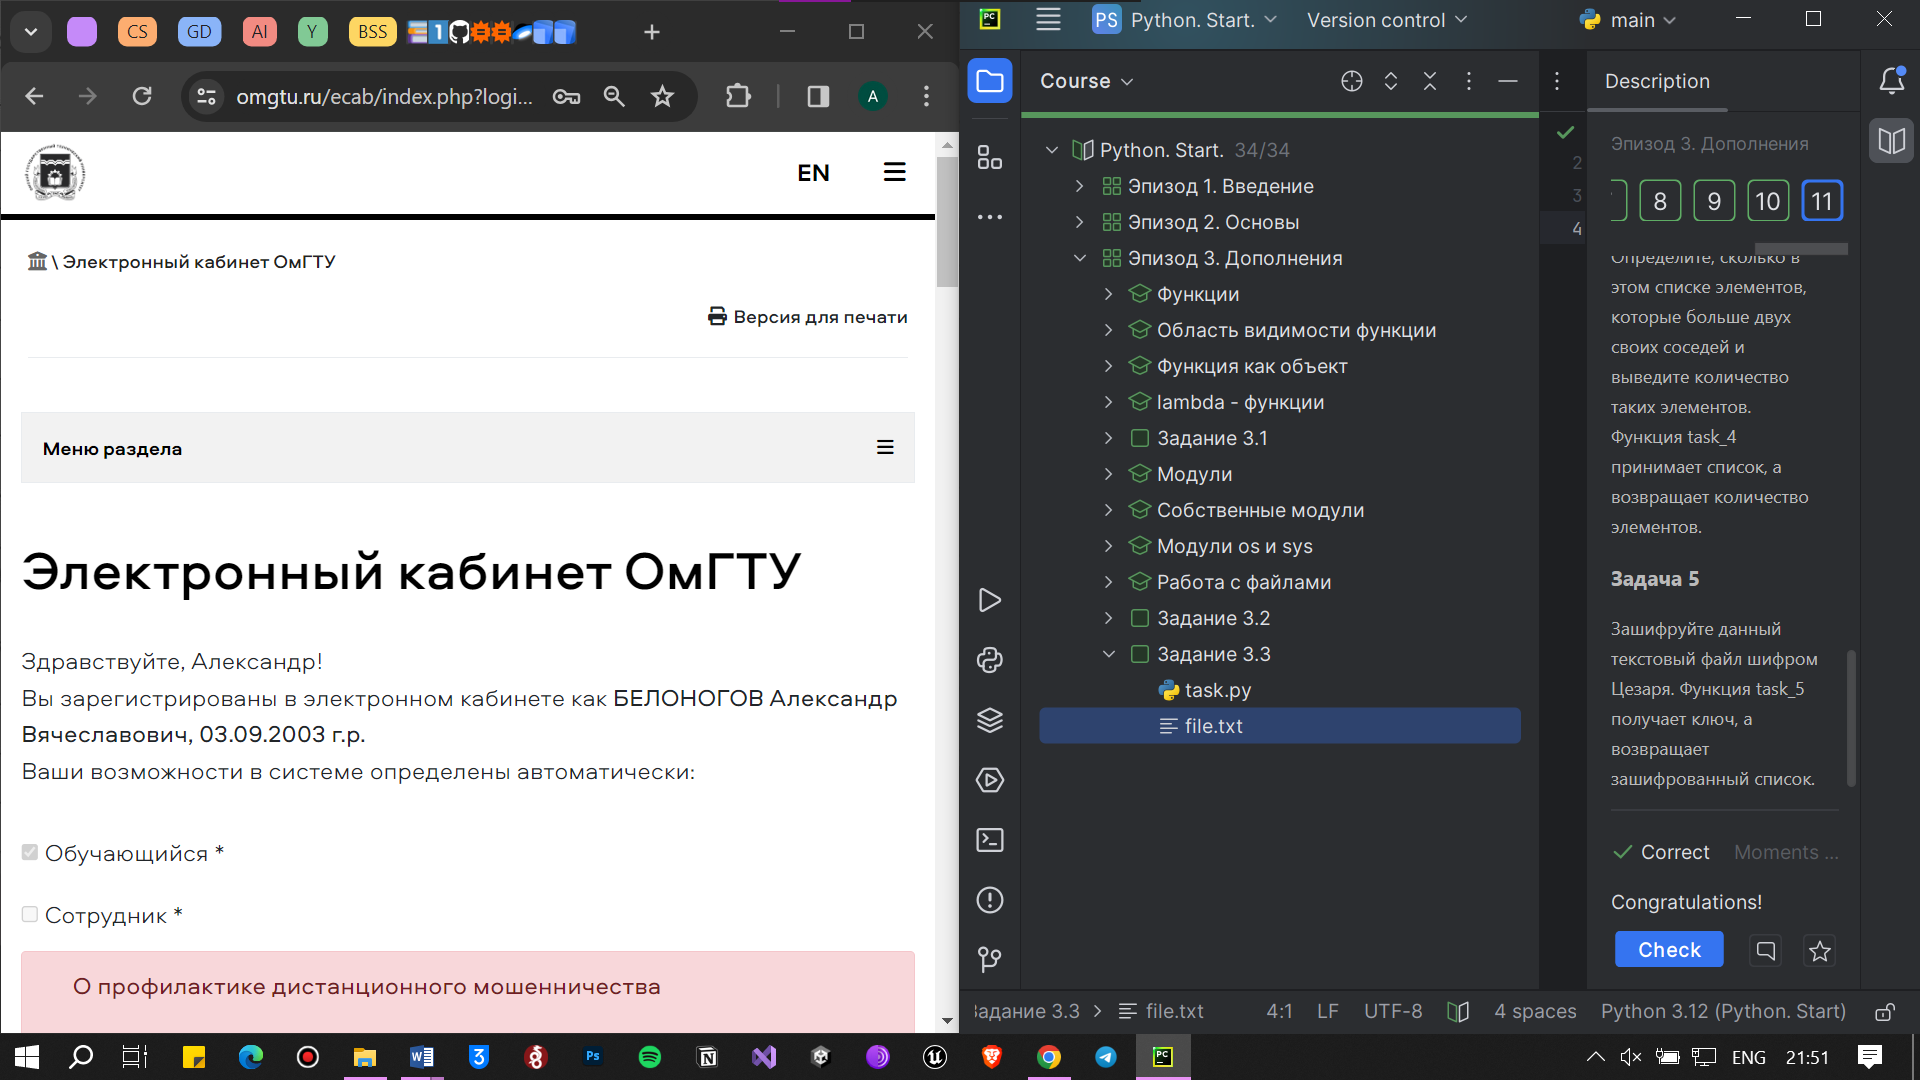 CS
GD
AI
Y
BSS
omgtu.ru/ecab/index.php?logi...
A
EN
\ Электронный кабинет ОмГТУ
Версия для печати
Меню раздела
Электронный кабинет ОмГТУ
Здравствуйте, Александр!
Вы зарегистрированы в электронном кабинете как БЕЛОНОГОВ Александр
Вячеславович, 03.09.2003 г.р.
Ваши возможности в системе определены автоматически:
Обучающийся *
Сотрудник *
О профилактике дистанционного мошенничества
PC
PS Python. Start.
Version control
main
Course
Python. Start. 34/34
Эпизод 1. Введение
Эпизод 2. Основы
Эпизод 3. Дополнения
Функции
Область видимости функции
Функция как объект
lambda - функции
Задание 3.1
Модули
Собственные модули
Модули os и sys
Работа с файлами
Задание 3.2
Задание 3.3
task.py
file.txt
2
3
4
Description
Эпизод 3. Дополнения
8 9 10 11
Определите, сколько в
этом списке элементов,
которые больше двух
своих соседей и
выведите количество
таких элементов.
Функция task_4
принимает список, а
возвращает количество
элементов.
Задача 5
Зашифруйте данный
текстовый файл шифром
Цезаря. Функция task_5
получает ключ, а
возвращает
зашифрованный список.
Correct Moments ...
Congratulations!
Check
Задание 3.3 > file.txt 4:1 LF UTF-8 4 spaces Python 3.12 (Python. Start)
ENG 21:51